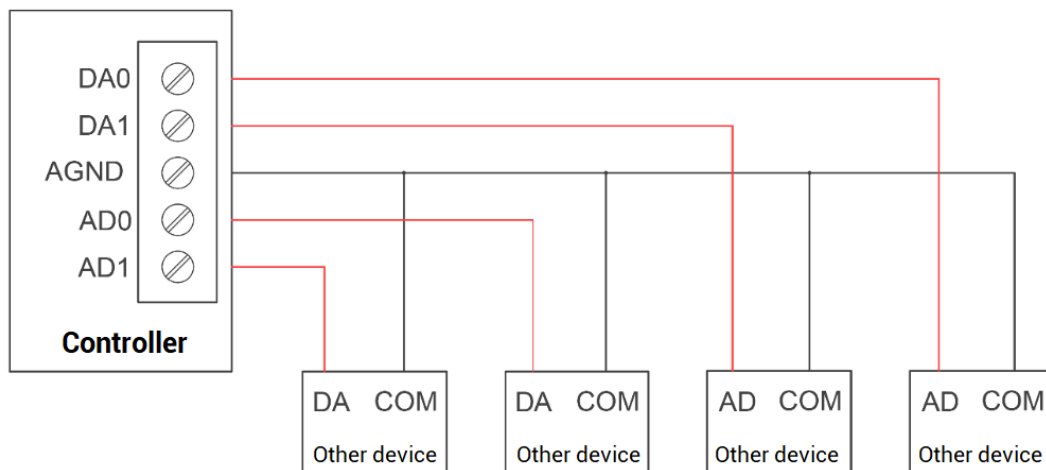 DA0
DA1
AGND
AD0
AD1
Controller
DA COM
Other device
DA COM
Other device
AD COM
Other device
AD COM
Other device